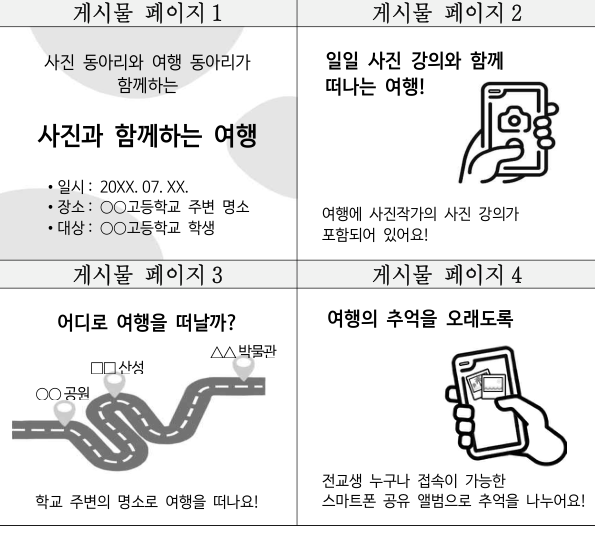 게시물 페이지 1
사진 동아리와 여행 동아리가
함께하는
사진과 함께하는 여행
• 일시 : 20XX. 07. XX.
• 장소 : ○○고등학교 주변 명소
• 대상 : ○○고등학교 학생
게시물 페이지 2
일일 사진 강의와 함께
떠나는 여행!
여행에 사진작가의 사진 강의가
포함되어 있어요!
게시물 페이지 3
어디로 여행을 떠날까?
○○공원
□□산성
△△박물관
학교 주변의 명소로 여행을 떠나요!
게시물 페이지 4
여행의 추억을 오래도록
전교생 누구나 접속이 가능한
스마트폰 공유 앨범으로 추억을 나누어요!